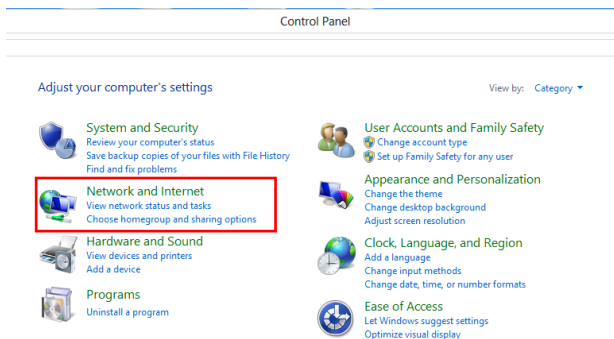 Control Panel
Adjust your computer's settings
View by: Category
System and Security
Review your computer's status
Save backup copies of your files with File History
Find and fix problems
Network and Internet
View network status and tasks
Choose homegroup and sharing options
Hardware and Sound
View devices and printers
Add a device
Programs
Uninstall a program
User Accounts and Family Safety
Change account type
Set up Family Safety for any user
Appearance and Personalization
Change the theme
Change desktop background
Adjust screen resolution
Clock, Language, and Region
Add a language
Change input methods
Change date, time, or number formats
Ease of Access
Let Windows suggest settings
Optimize visual display